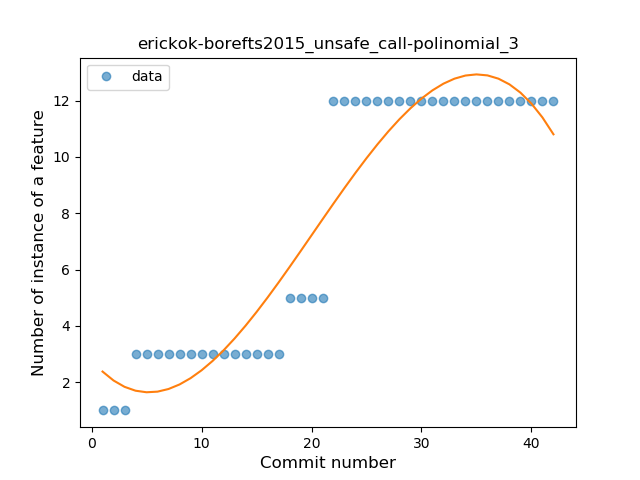 erickok-borefts2015_unsafe_call-polinomial_3
data
Number of instance of a feature
12
10
8
6
4
2
0
10
20
30
40
Commit number